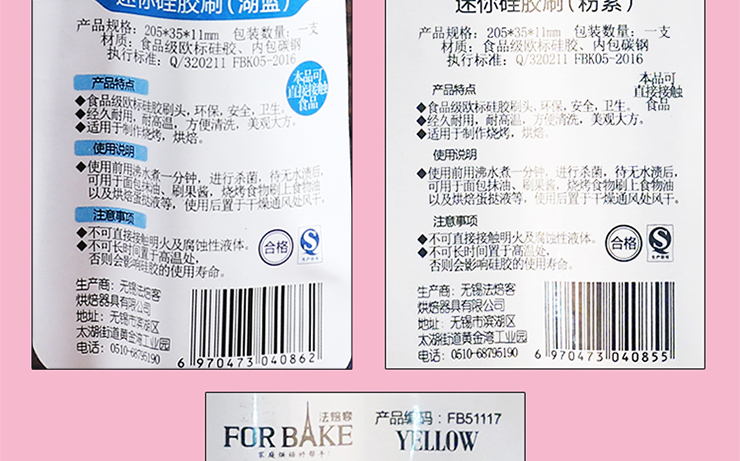 迷你硅胶刷(湖蓝)
产品规格: 205*35*11mm 包装数量: 一支
材质: 食品级欧标硅胶、内包碳钢
执行标准: Q/320211 FBK05-2016
本品可
直接接触
食品
产品特点
◆食品级欧标硅胶刷头, 环保, 安全, 卫生。
◆经久耐用, 耐高温, 方便清洗, 美观大方。
◆适用于制作烧烤, 烘焙。
使用说明
◆使用前用沸水煮一分钟, 进行杀菌, 待无水渍后,
可用于面包抹油、刷果酱, 烧烤食物刷上食物油
以及烘焙蛋挞液等, 使用后置于干燥通风处风干。
注意事项
◆不可直接接触明火及腐蚀性液体。
◆不可长时间置于高温处,
否则会影响硅胶的使用寿命。
合格
QS
生产商: 无锡法焙客
烘焙器具有限公司
地址: 无锡市滨湖区
太湖街道黄金湾工业园
电话: 0510-68795190
6 970473 040862
迷你硅胶刷(粉紫)
产品规格: 205*35*11mm 包装数量: 一支
材质: 食品级欧标硅胶、内包碳钢
执行标准: Q/320211 FBK05-2016
本品可
直接接触
食品
产品特点
◆食品级欧标硅胶刷头, 环保, 安全, 卫生。
◆经久耐用, 耐高温, 方便清洗, 美观大方。
◆适用于制作烧烤, 烘焙。
使用说明
◆使用前用沸水煮一分钟, 进行杀菌, 待无水渍后,
可用于面包抹油、刷果酱, 烧烤食物刷上食物油
以及烘焙蛋挞液等, 使用后置于干燥通风处风干。
注意事项
◆不可直接接触明火及腐蚀性液体。
◆不可长时间置于高温处,
否则会影响硅胶的使用寿命。
合格
QS
生产商: 无锡法焙客
烘焙器具有限公司
地址: 无锡市滨湖区
太湖街道黄金湾工业园
电话: 0510-68795190
6 970473 040855
法焙客
FOR BAKE
家庭烘焙好帮手!
产品编码: FB51117
YELLOW